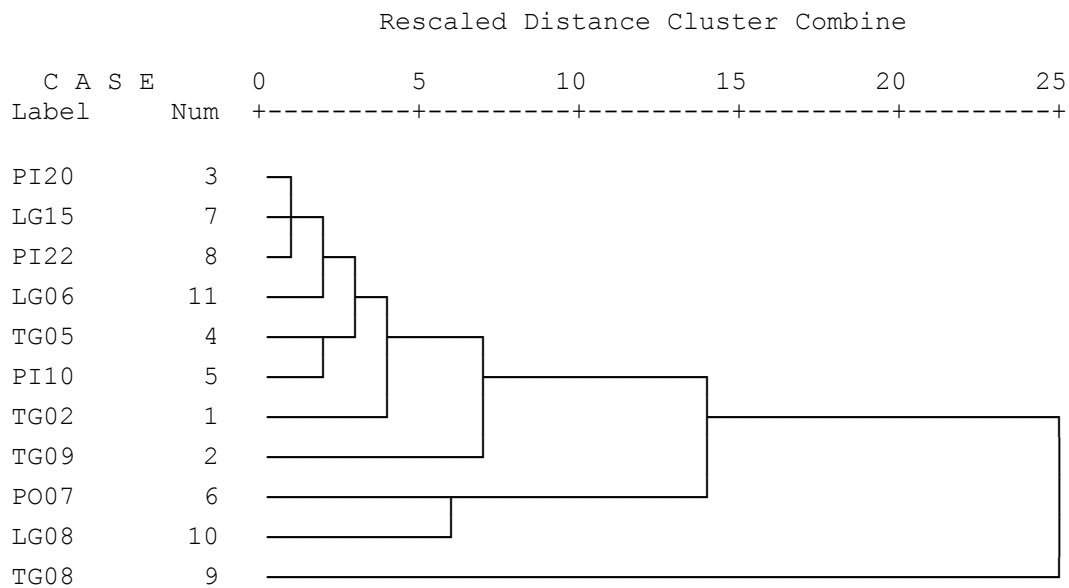 Rescaled Distance Cluster Combine
C A S E 0 5 10 15 20 25
Label Num +---------+---------+---------+---------+---------+
PI20 3
LG15 7
PI22 8
LG06 11
TG05 4
PI10 5
TG02 1
TG09 2
PO07 6
LG08 10
TG08 9